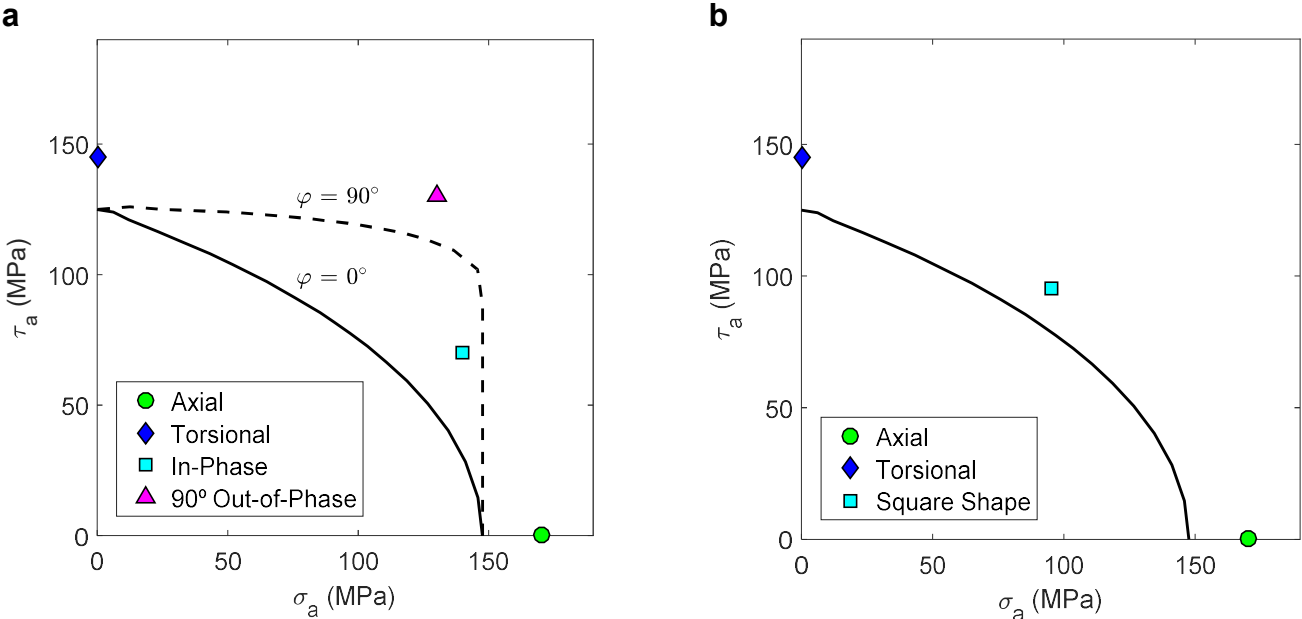 a
150
100
50
0
0
50
100
150
τa (MPa)
σa (MPa)
φ = 90°
φ = 0°
Axial
Torsional
In-Phase
90º Out-of-Phase
b
150
100
50
0
0
50
100
150
τa (MPa)
σa (MPa)
Axial
Torsional
Square Shape